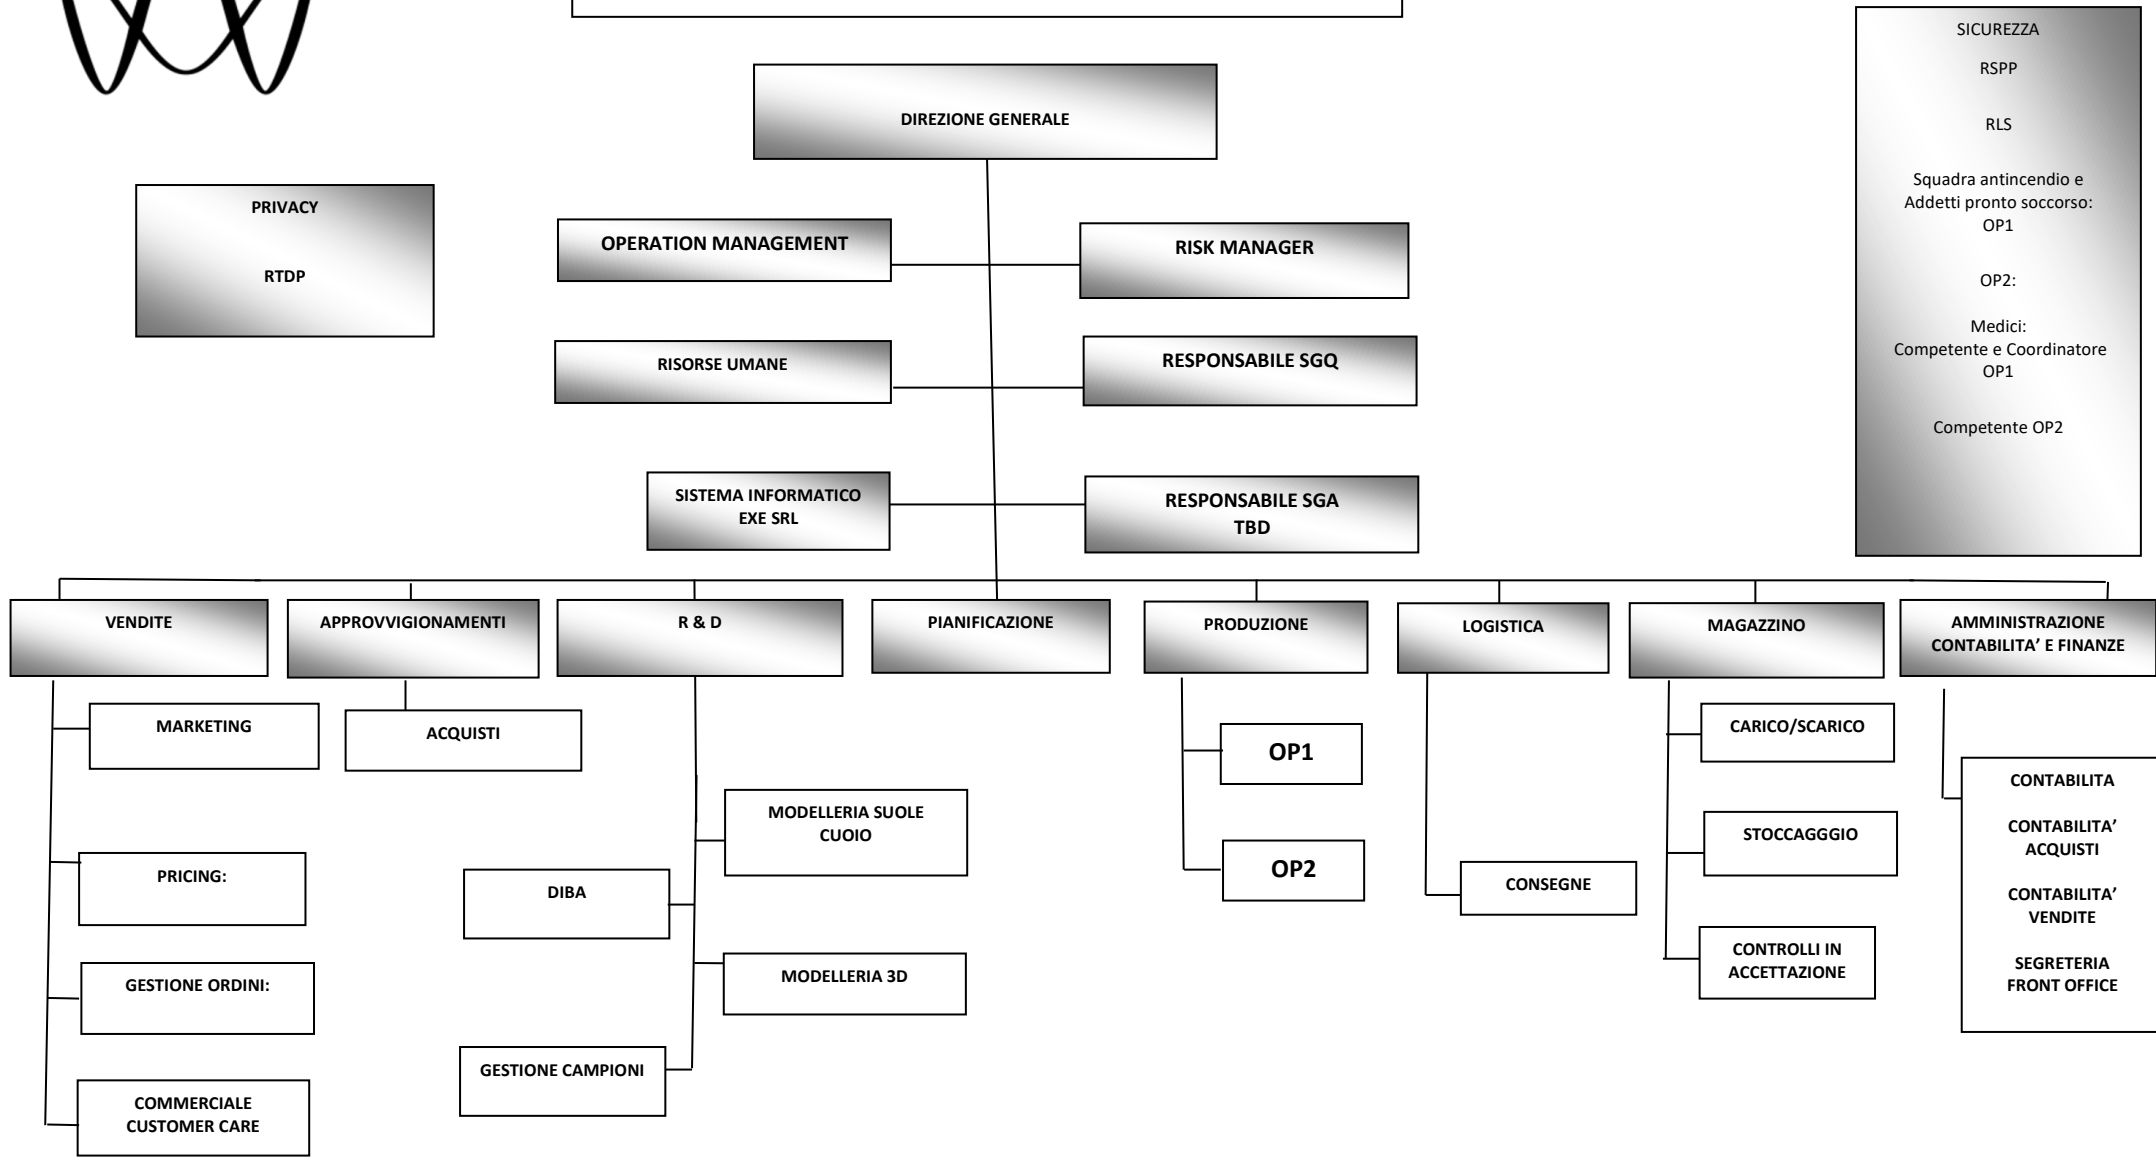 SICUREZZA
RSPP
RLS
Squadra antincendio e
Addetti pronto soccorso:
OP1
OP2:
Medici:
Competente e Coordinatore
OP1
Competente OP2
DIREZIONE GENERALE
PRIVACY
RTDP
OPERATION MANAGEMENT
RISK MANAGER
RISORSE UMANE
RESPONSABILE SGQ
SISTEMA INFORMATICO
EXE SRL
RESPONSABILE SGA
TBD
VENDITE
APPROVVIGIONAMENTI
R & D
PIANIFICAZIONE
PRODUZIONE
LOGISTICA
MAGAZZINO
AMMINISTRAZIONE
CONTABILITA’ E FINANZE
MARKETING
PRICING:
GESTIONE ORDINI:
COMMERCIALE
CUSTOMER CARE
ACQUISTI
MODELLERIA SUOLE
CUOIO
DIBA
MODELLERIA 3D
GESTIONE CAMPIONI
OP1
OP2
CONSEGNE
CARICO/SCARICO
STOCCAGGGIO
CONTROLLI IN
ACCETTAZIONE
CONTABILITA
CONTABILITA’
ACQUISTI
CONTABILITA’
VENDITE
SEGRETERIA
FRONT OFFICE